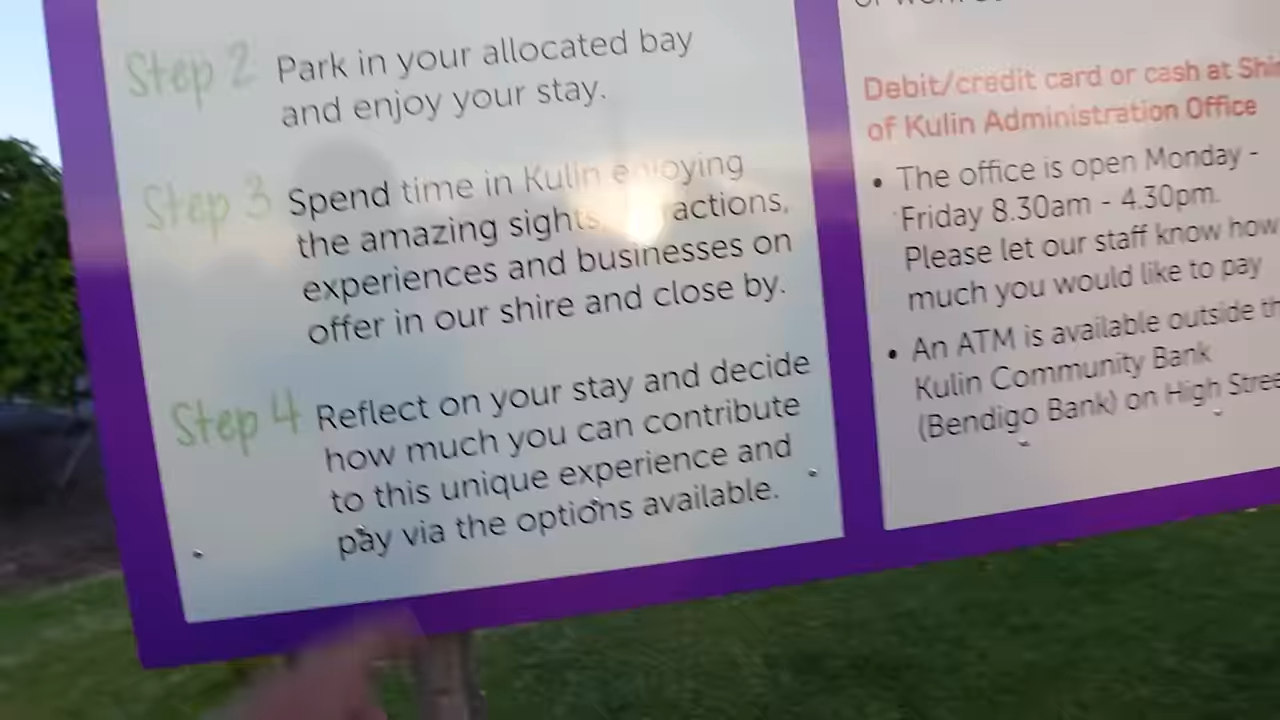 Step 2 Park in your allocated bay
and enjoy your stay.
Step 3 Spend time in Kulin enjoying
the amazing sights,
actions,
experiences and businesses on
offer in our shire and close by.
Step 4 Reflect on your stay and decide
how much you can contribute
to this unique experience and
pay via the options available.
Debit/credit card or cash at Shi
of Kulin Administration Office
• The office is open Monday -
Friday 8.30am - 4.30pm.
Please let our staff know how
much you would like to pay
• An ATM is available outside th
Kulin Community Bank
(Bendigo Bank) on High Stree